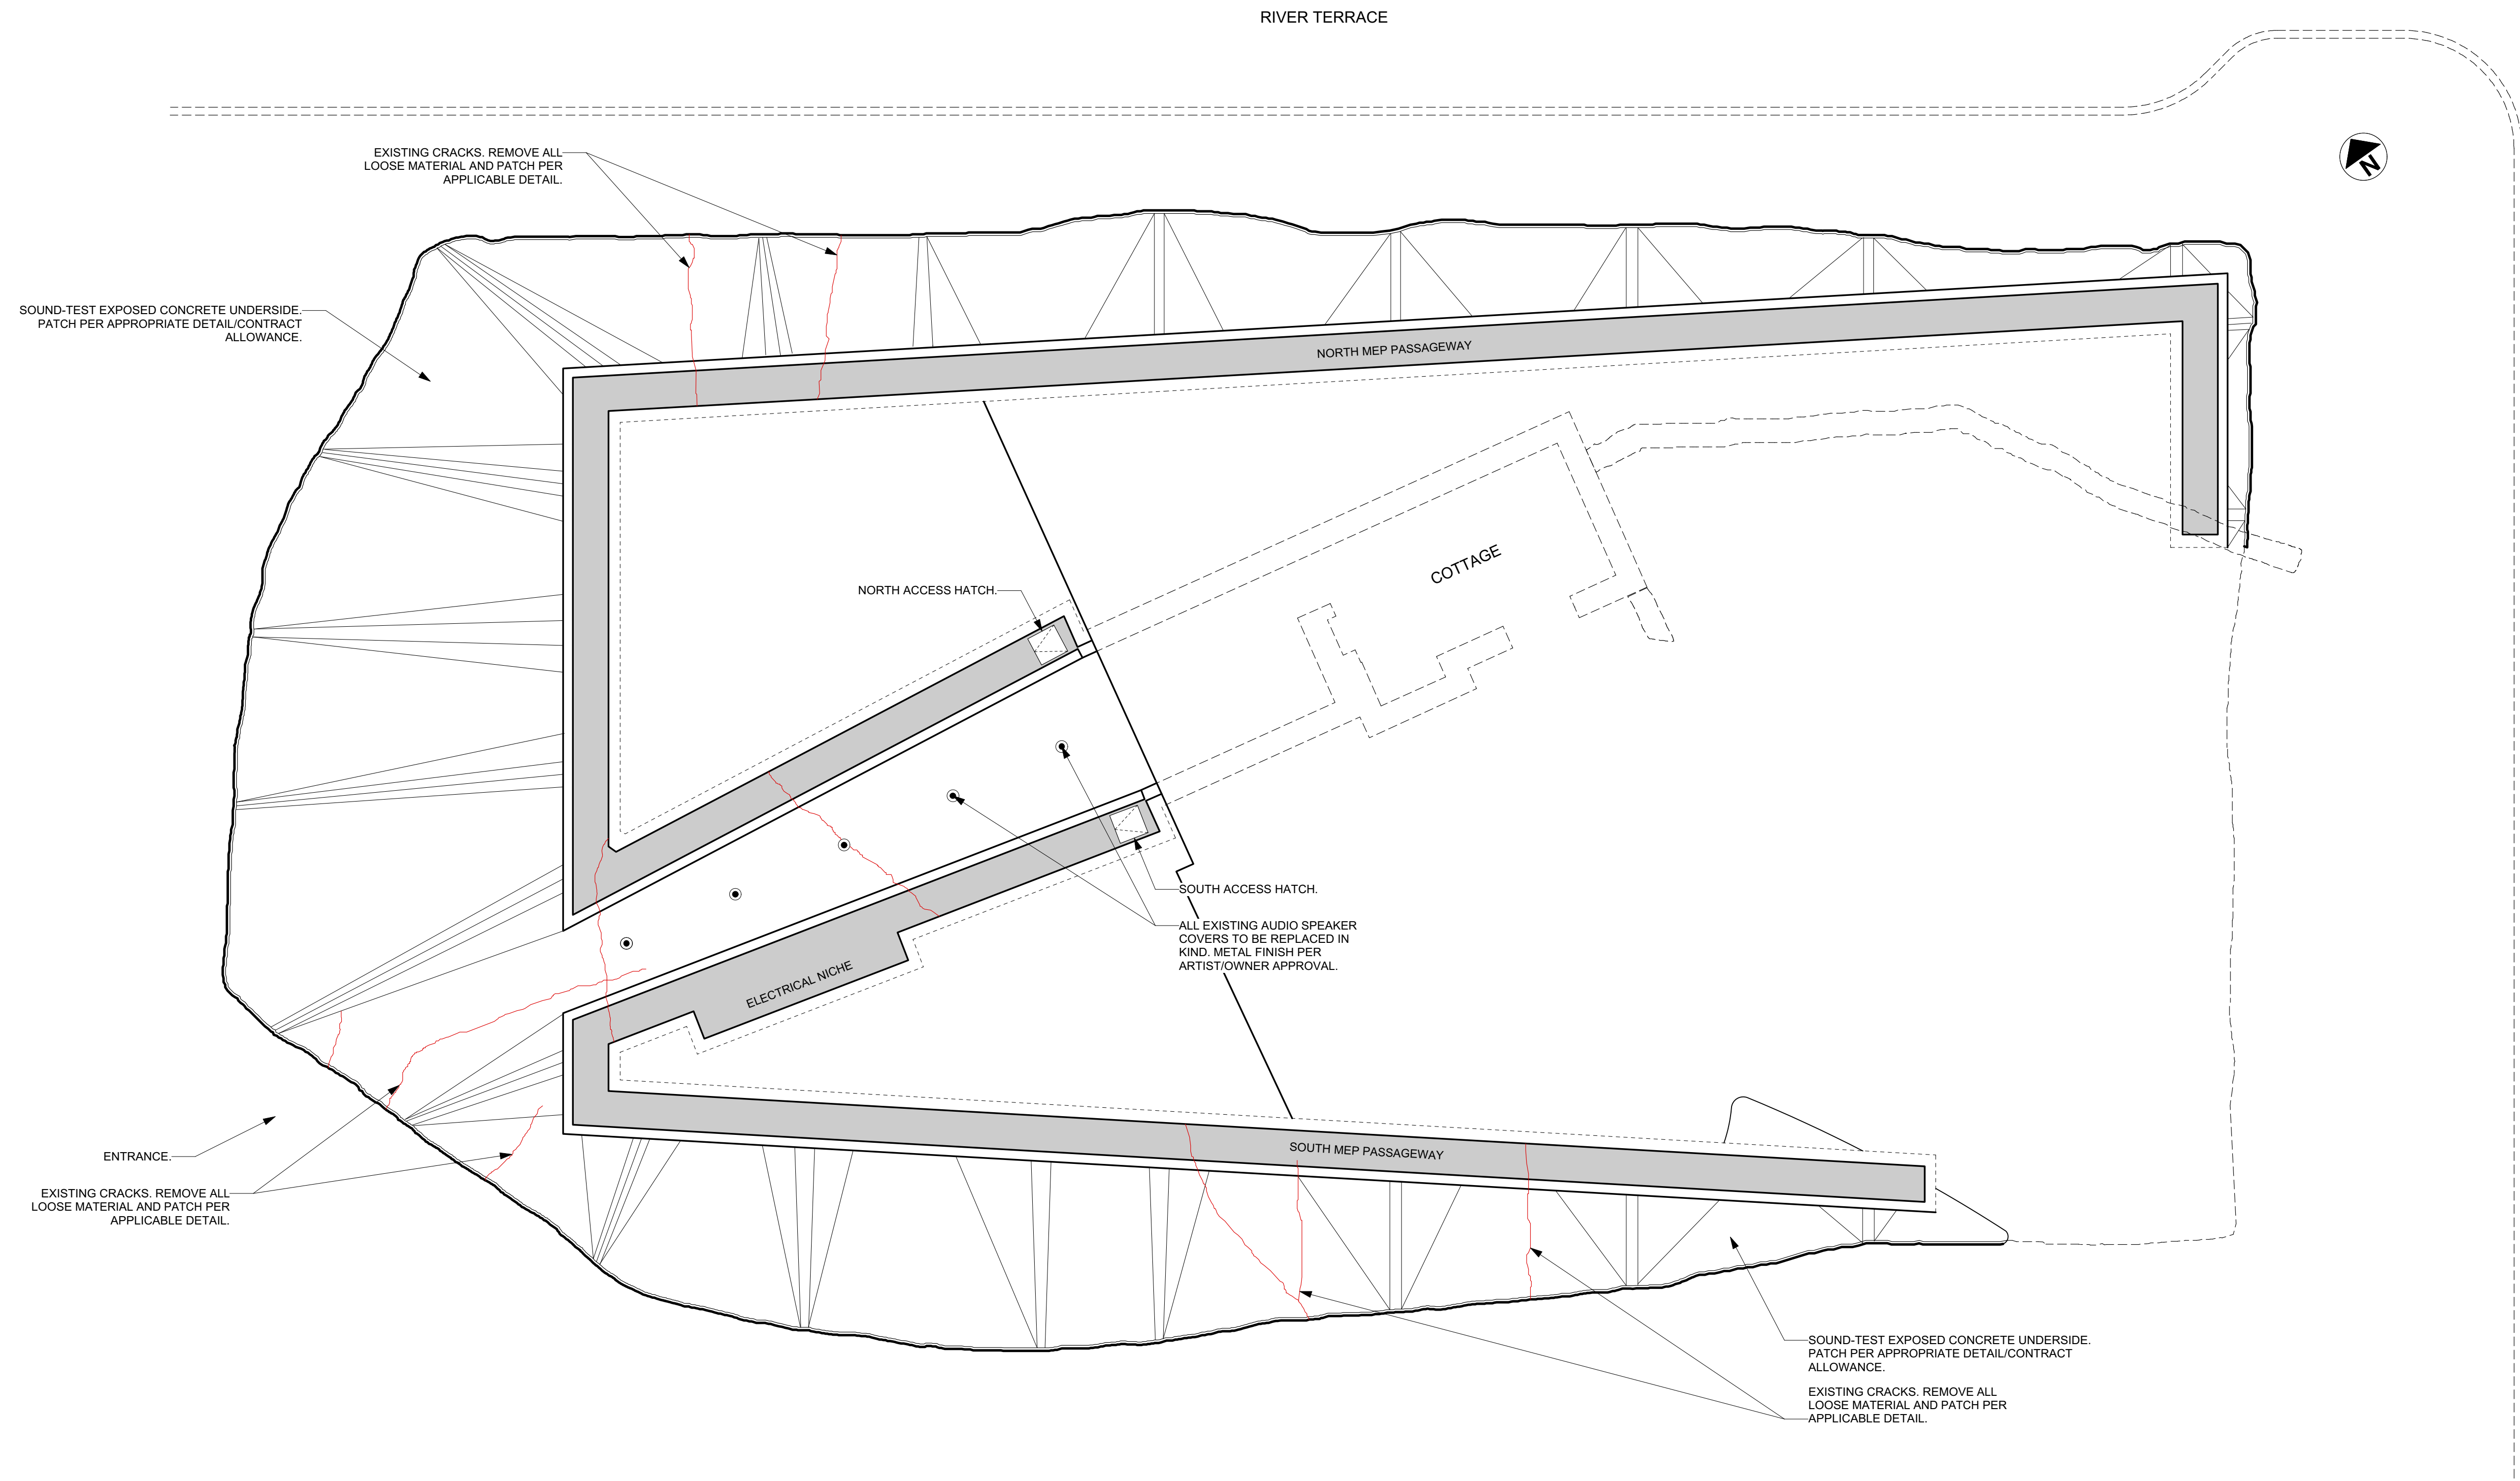 RIVER TERRACE
EXISTING CRACKS. REMOVE ALL
LOOSE MATERIAL AND PATCH PER
APPLICABLE DETAIL.
N
SOUND-TEST EXPOSED CONCRETE UNDERSIDE.
PATCH PER APPROPRIATE DETAIL/CONTRACT
ALLOWANCE.
NORTH MEP PASSAGEWAY
COTTAGE
NORTH ACCESS HATCH.
SOUTH ACCESS HATCH.
ALL EXISTING AUDIO SPEAKER
COVERS TO BE REPLACED IN
KIND. METAL FINISH PER
ARTIST/OWNER APPROVAL.
ELECTRICAL NICHE
SOUTH MEP PASSAGEWAY
ENTRANCE.
EXISTING CRACKS. REMOVE ALL
LOOSE MATERIAL AND PATCH PER
APPLICABLE DETAIL.
SOUND-TEST EXPOSED CONCRETE UNDERSIDE.
PATCH PER APPROPRIATE DETAIL/CONTRACT
ALLOWANCE.
EXISTING CRACKS. REMOVE ALL
LOOSE MATERIAL AND PATCH PER
APPLICABLE DETAIL.